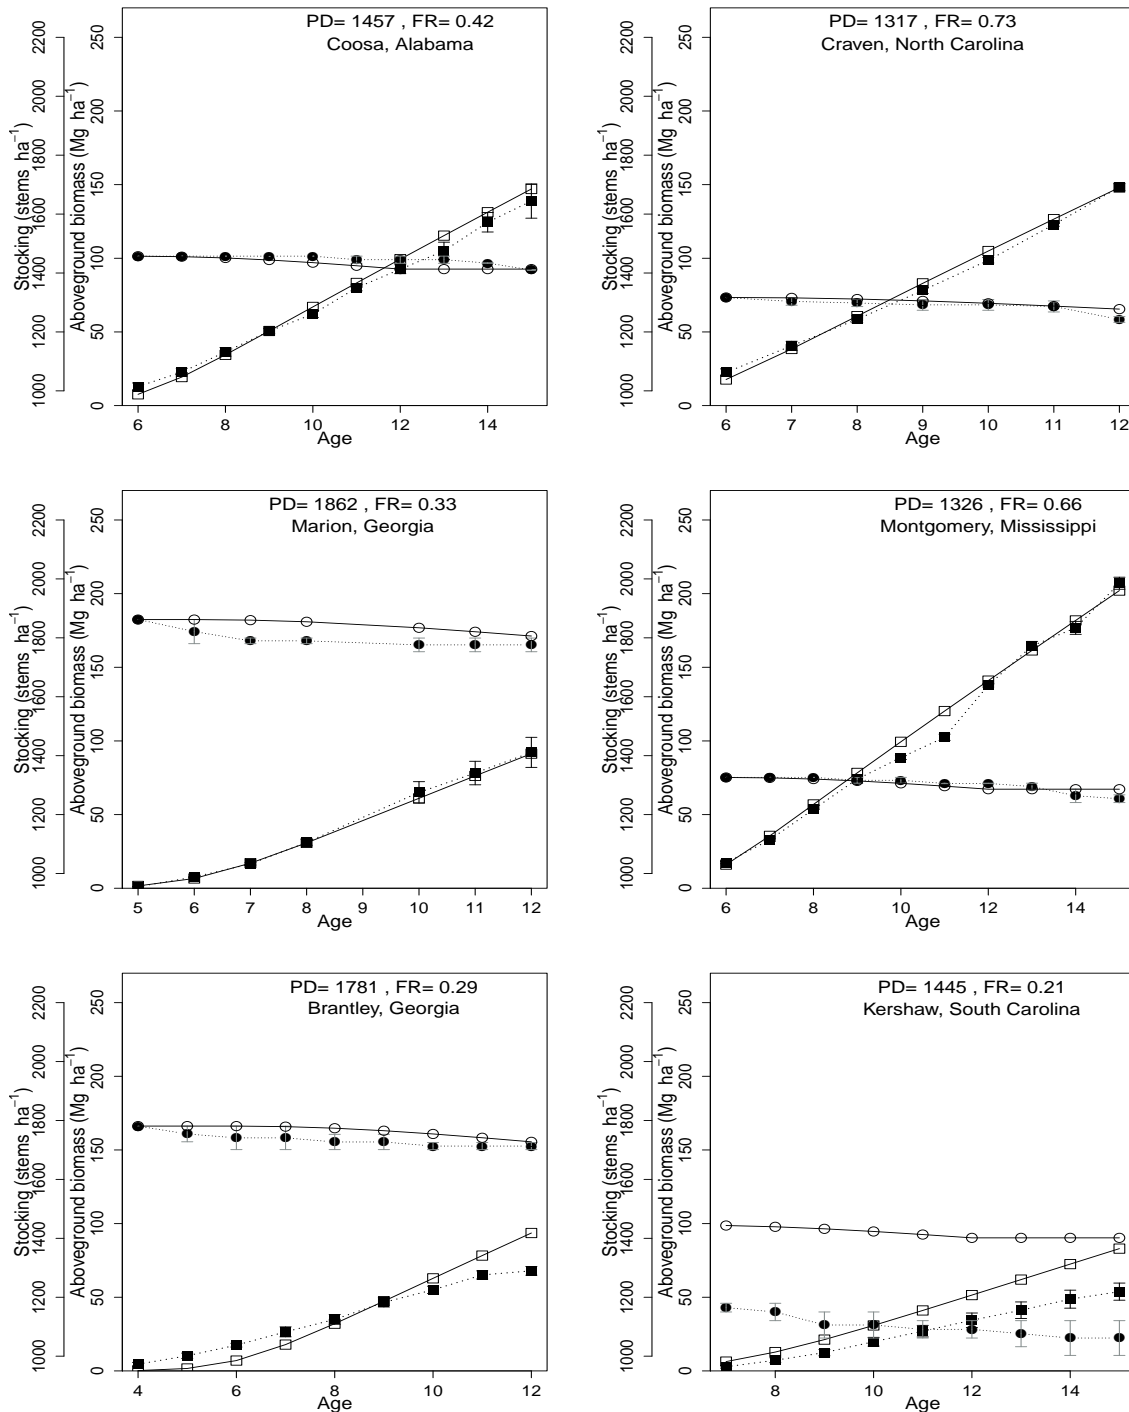 PD= 1457 , FR= 0.42
Coosa, Alabama
Stocking (stems ha−1)
1000 1200 1400 1600 1800 2000 2200
Aboveground biomass (Mg ha−1)
0 50 100 150 200 250
6 8 10 12 14
Age
PD= 1317 , FR= 0.73
Craven, North Carolina
Stocking (stems ha−1)
1000 1200 1400 1600 1800 2000 2200
Aboveground biomass (Mg ha−1)
0 50 100 150 200 250
6 7 8 9 10 11 12
Age
PD= 1862 , FR= 0.33
Marion, Georgia
Stocking (stems ha−1)
1000 1200 1400 1600 1800 2000 2200
Aboveground biomass (Mg ha−1)
0 50 100 150 200 250
5 6 7 8 9 10 11 12
Age
PD= 1326 , FR= 0.66
Montgomery, Mississippi
Stocking (stems ha−1)
1000 1200 1400 1600 1800 2000 2200
Aboveground biomass (Mg ha−1)
0 50 100 150 200 250
6 8 10 12 14
Age
PD= 1781 , FR= 0.29
Brantley, Georgia
Stocking (stems ha−1)
1000 1200 1400 1600 1800 2000 2200
Aboveground biomass (Mg ha−1)
0 50 100 150 200 250
4 6 8 10 12
Age
PD= 1445 , FR= 0.21
Kershaw, South Carolina
Stocking (stems ha−1)
1000 1200 1400 1600 1800 2000 2200
Aboveground biomass (Mg ha−1)
0 50 100 150 200 250
8 10 12 14
Age